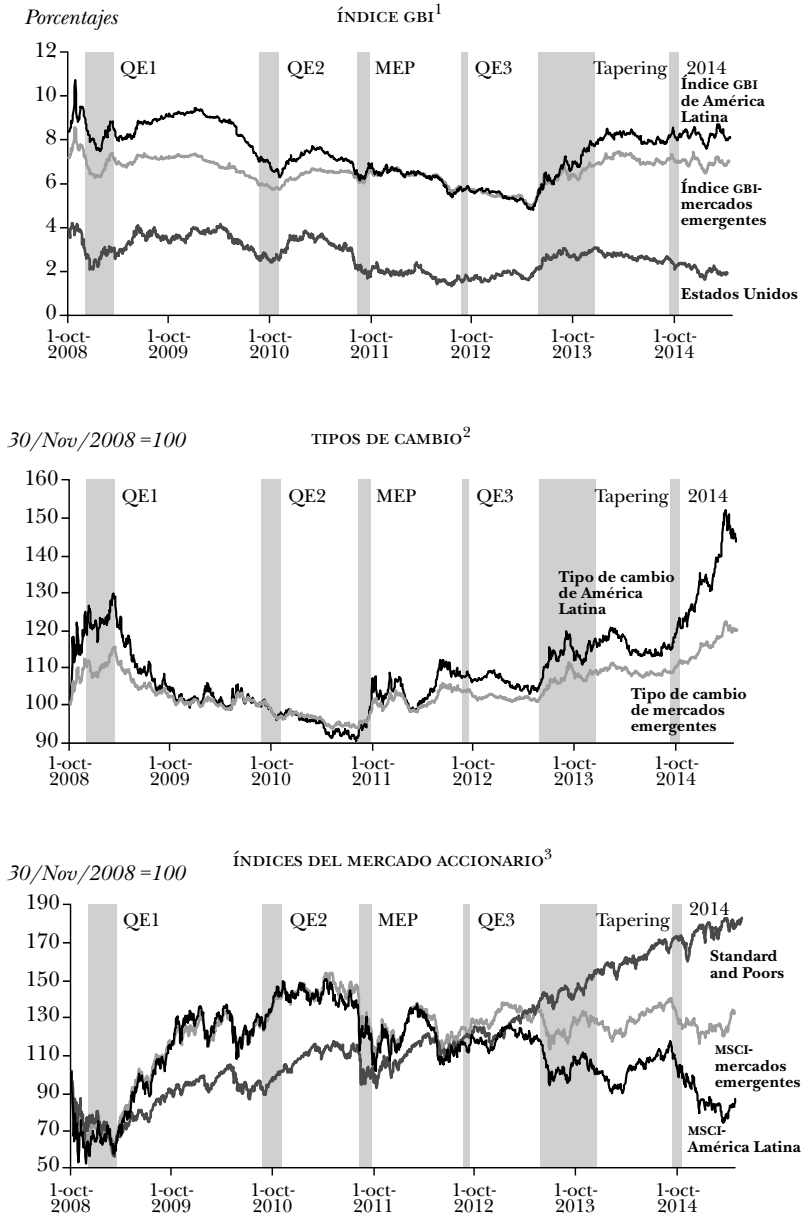 Porcentajes
ÍNDICE GBI1
12
10
8
6
4
2
0
QE1
QE2
MEP
QE3
Tapering
2014
Índice GBI
de América
Latina
Índice GBI-
mercados
emergentes
Estados Unidos
1-oct-
2008
1-oct-
2009
1-oct-
2010
1-oct-
2011
1-oct-
2012
1-oct-
2013
1-oct-
2014
30/Nov/2008 =100
TIPOS DE CAMBIO2
160
150
140
130
120
110
100
90
QE1
QE2
MEP
QE3
Tapering
2014
Tipo de cambio
de América
Latina
Tipo de cambio
de mercados
emergentes
1-oct-
2008
1-oct-
2009
1-oct-
2010
1-oct-
2011
1-oct-
2012
1-oct-
2013
1-oct-
2014
30/Nov/2008 =100
ÍNDICES DEL MERCADO ACCIONARIO3
190
170
150
130
110
90
70
50
QE1
QE2
MEP
QE3
Tapering
2014
Standard
and Poors
MSCI-
mercados
emergentes
MSCI-
América Latina
1-oct-
2008
1-oct-
2009
1-oct-
2010
1-oct-
2011
1-oct-
2012
1-oct-
2013
1-oct-
2014